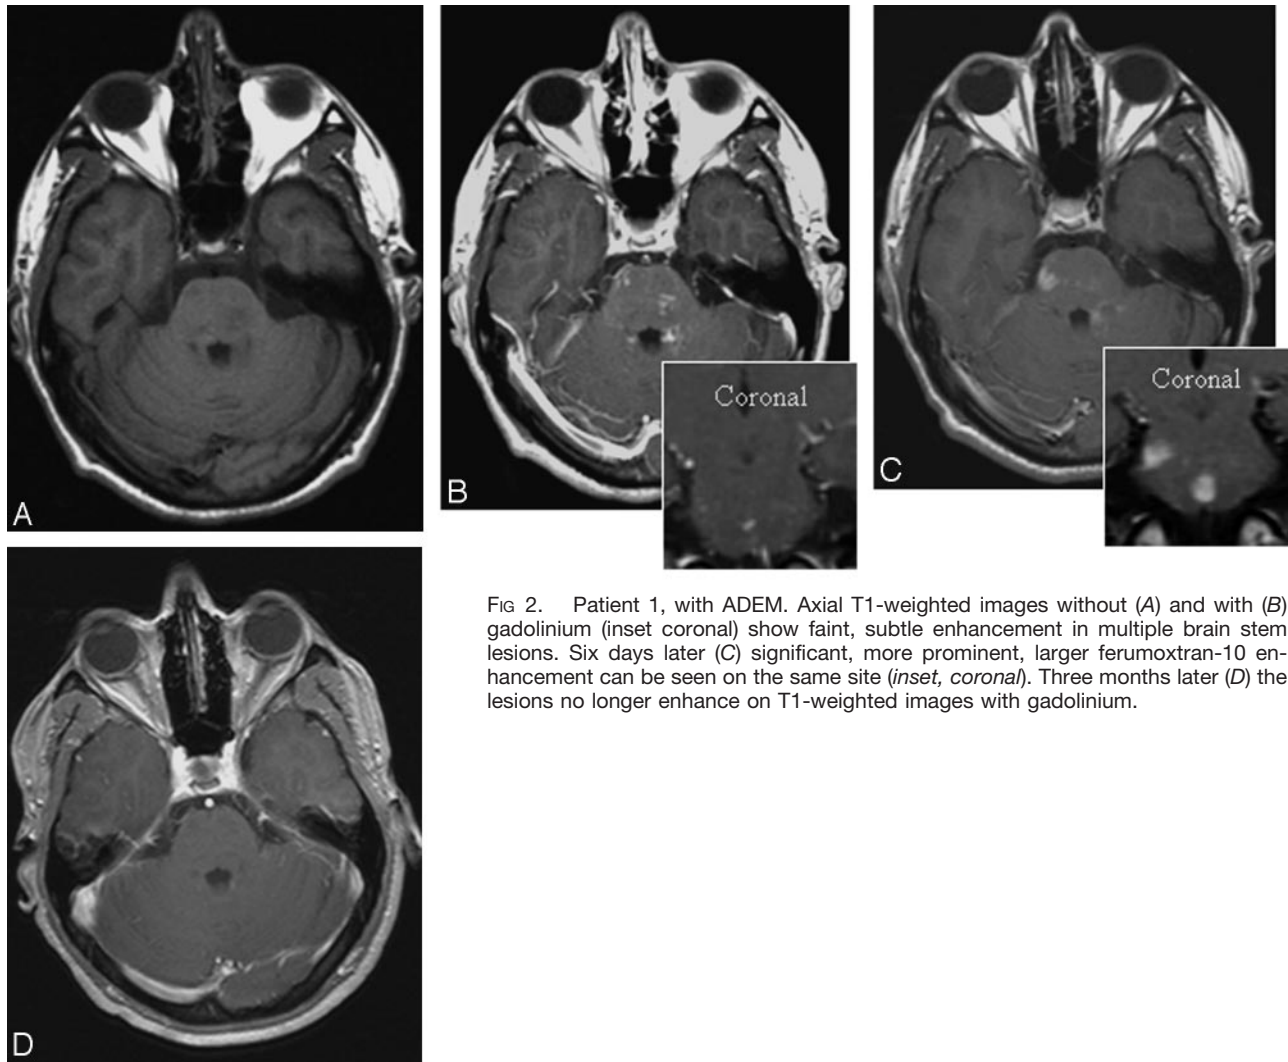 A
B
Coronal
C
Coronal
D
FIG 2. Patient 1, with ADEM. Axial T1-weighted images without (A) and with (B)
gadolinium (inset coronal) show faint, subtle enhancement in multiple brain stem
lesions. Six days later (C) significant, more prominent, larger ferumoxtran-10 en-
hancement can be seen on the same site (inset, coronal). Three months later (D) the
lesions no longer enhance on T1-weighted images with gadolinium.